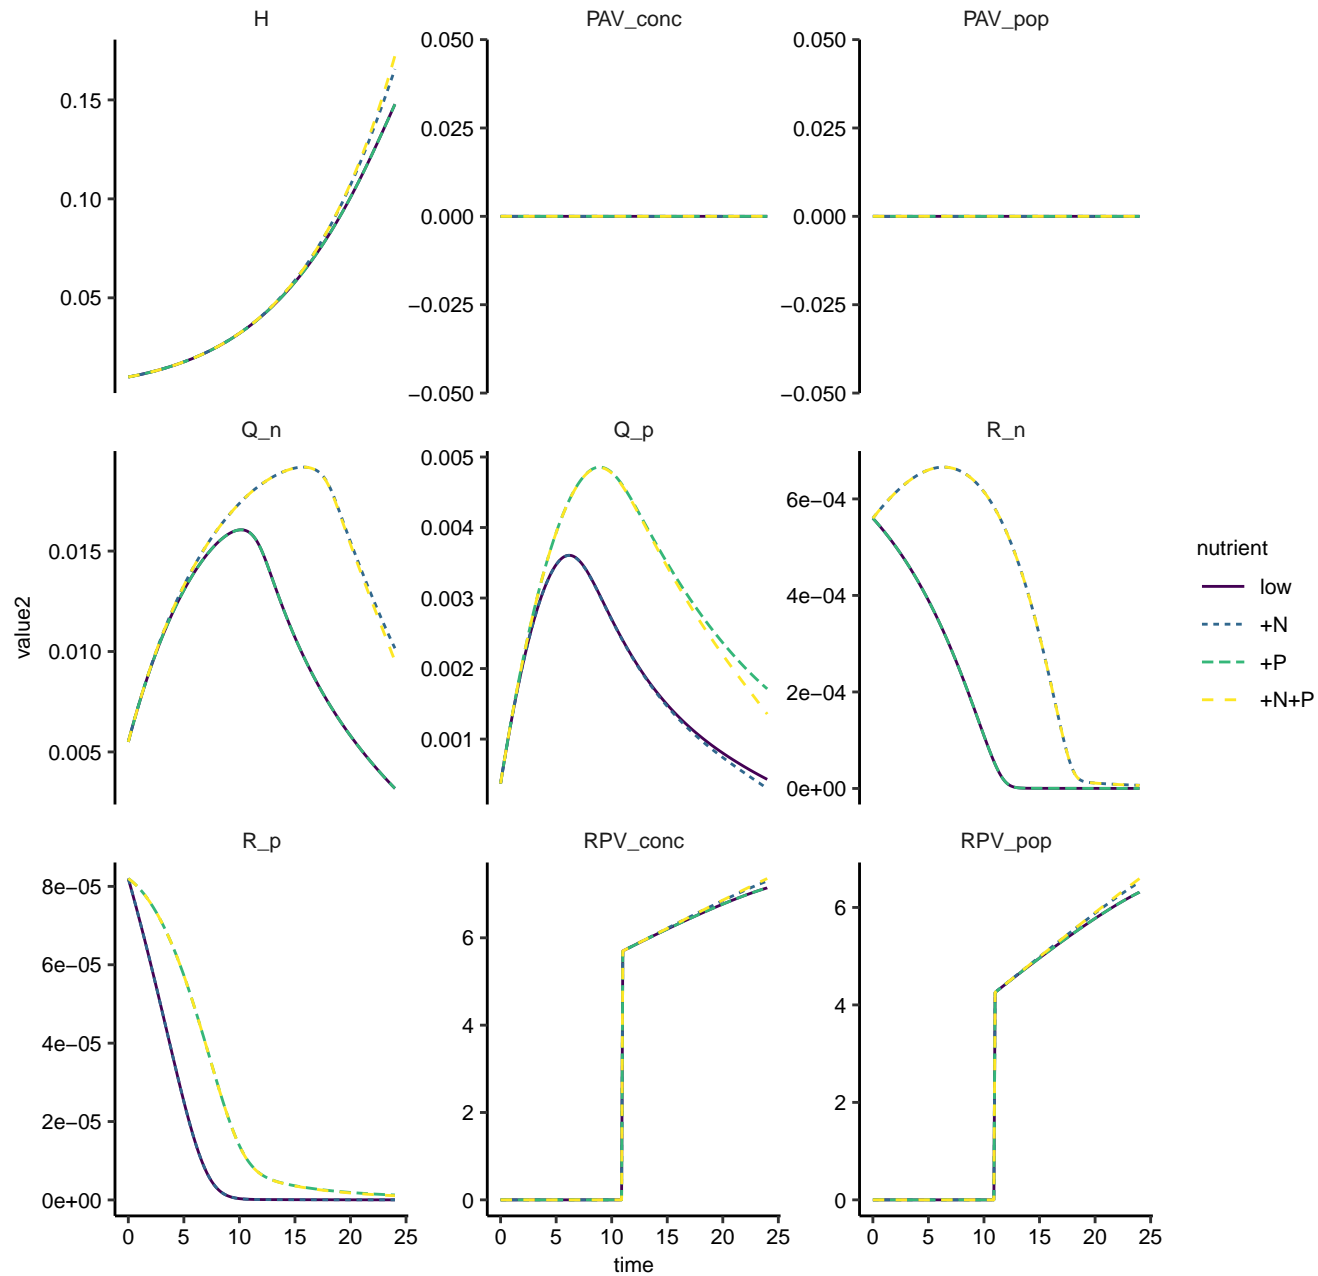 H
PAV_conc
PAV_pop
0.15
0.10
0.05
0.050
0.025
0.000
−0.025
−0.050
0.050
0.025
0.000
−0.025
−0.050
Q_n
Q_p
R_n
0.015
0.010
0.005
0.005
0.004
0.003
0.002
0.001
6e−04
4e−04
2e−04
0e+00
R_p
RPV_conc
RPV_pop
8e−05
6e−05
4e−05
2e−05
0e+00
6
4
2
0
6
4
2
0
0 5 10 15 20 25
0 5 10 15 20 25
0 5 10 15 20 25
time
value2
nutrient
low
+N
+P
+N+P